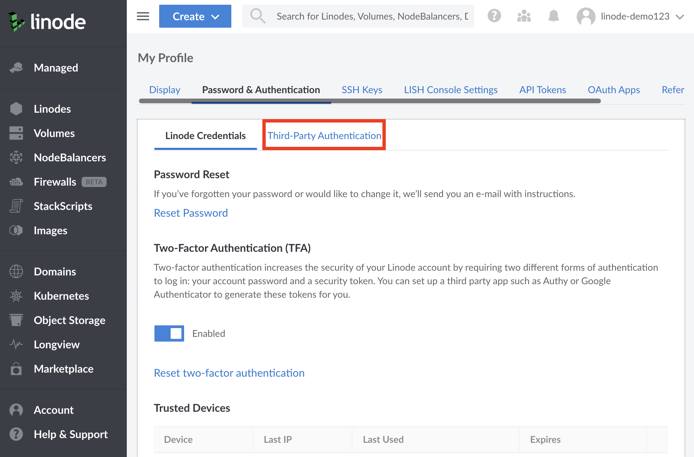 linode
Create
Search for Linodes, Volumes, NodeBalancers, D
linode-demo123
Managed
Linodes
Volumes
NodeBalancers
Firewalls BETA
StackScripts
Images
Domains
Kubernetes
Object Storage
Longview
Marketplace
Account
Help & Support
My Profile
Display
Password & Authentication
SSH Keys
LISH Console Settings
API Tokens
OAuth Apps
Refer
Linode Credentials
Third-Party Authentication
Password Reset
If you've forgotten your password or would like to change it, we'll send you an e-mail with instructions.
Reset Password
Two-Factor Authentication (TFA)
Two-factor authentication increases the security of your Linode account by requiring two different forms of authentication
to log in: your account password and a security token. You can set up a third party app such as Authy or Google
Authenticator to generate these tokens for you.
Enabled
Reset two-factor authentication
Trusted Devices
Device
Last IP
Last Used
Expires